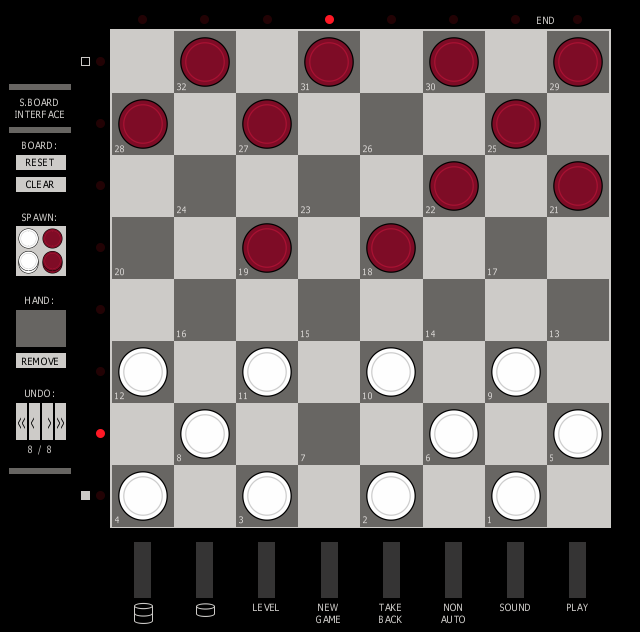 END
32 31 30 29
S.BOARD
INTERFACE
28 27 26 25
BOARD:
RESET
CLEAR
24 23 22 21
SPAWN:
20 19 18 17
HAND:
16 15 14 13
REMOVE
12 11 10 9
UNDO:
8 / 8
8 7 6 5
4 3 2 1
LEVEL
NEW
GAME
TAKE
BACK
NON
AUTO
SOUND
PLAY